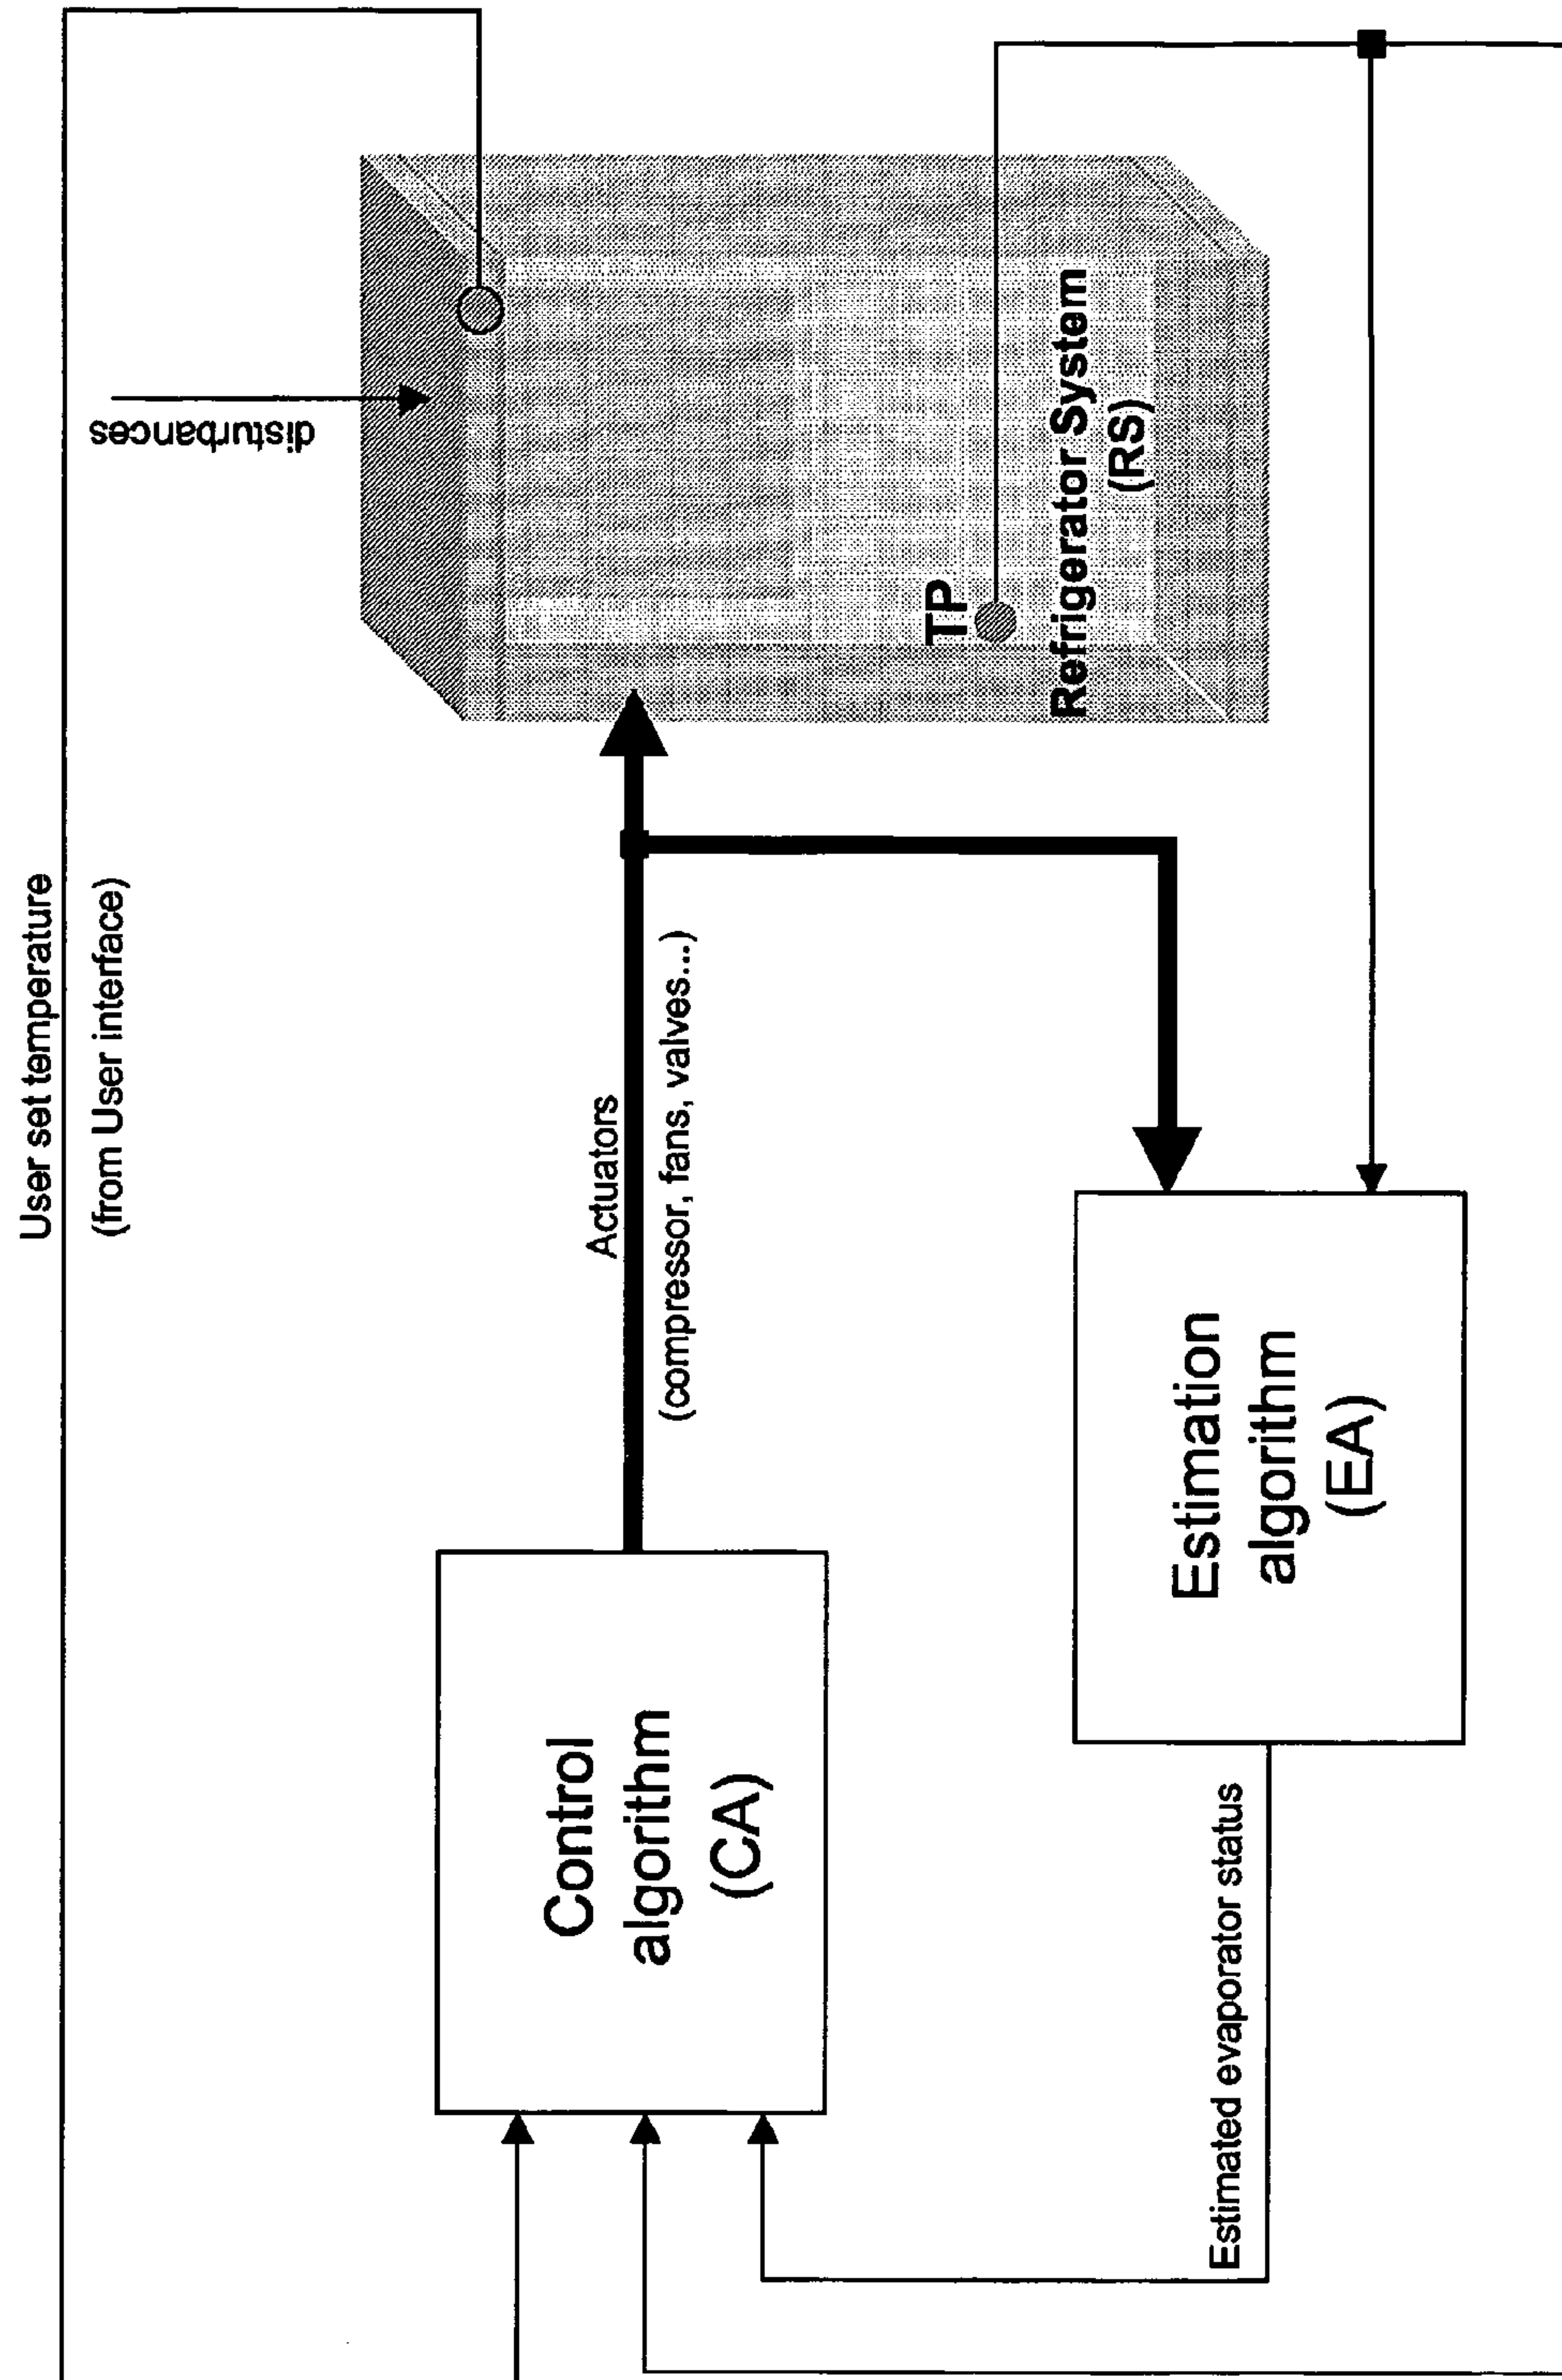 User set temperature
(from User interface)
disturbances
Actuators
(compressor, fans, valves...)
TP
Refrigerator System
(RS)
Control
algorithm
(CA)
Estimation
algorithm
(EA)
Estimated evaporator status